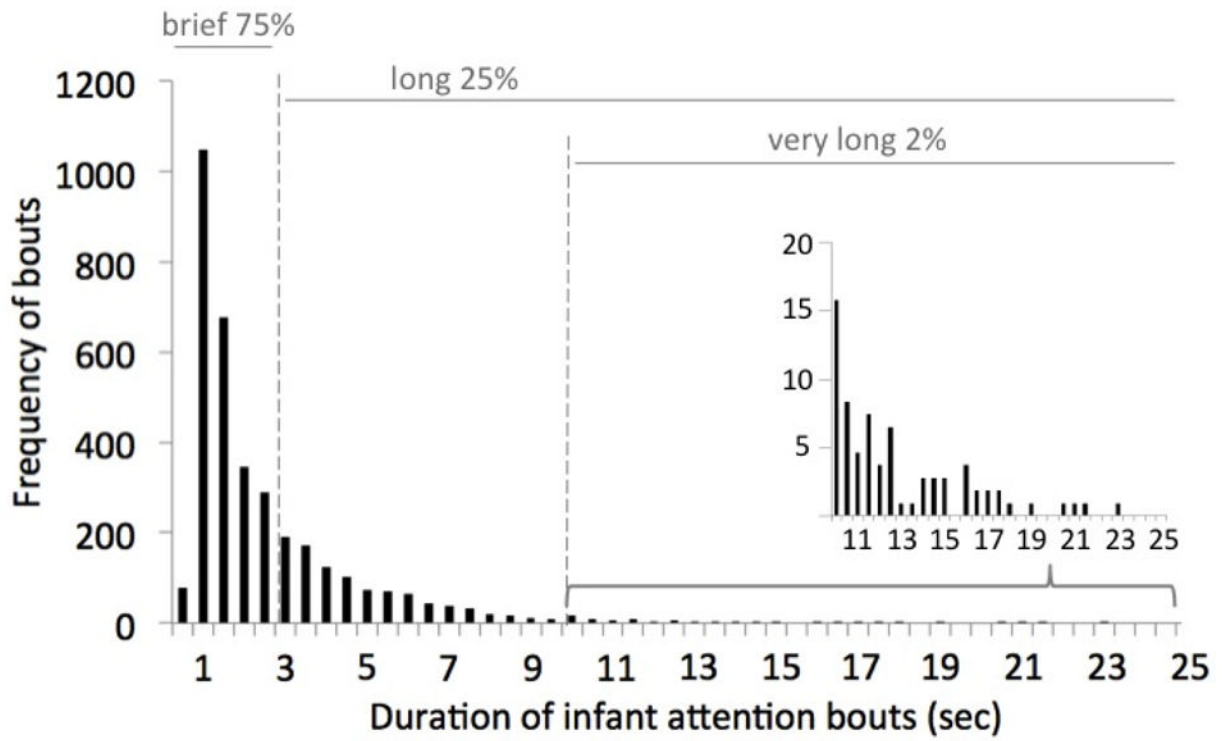 brief 75%
long 25%
very long 2%
Frequency of bouts
1200
1000
800
600
400
200
0
20
15
10
5
11 13 15 17 19 21 23 25
1 3 5 7 9 11 13 15 17 19 21 23 25
Duration of infant attention bouts (sec)